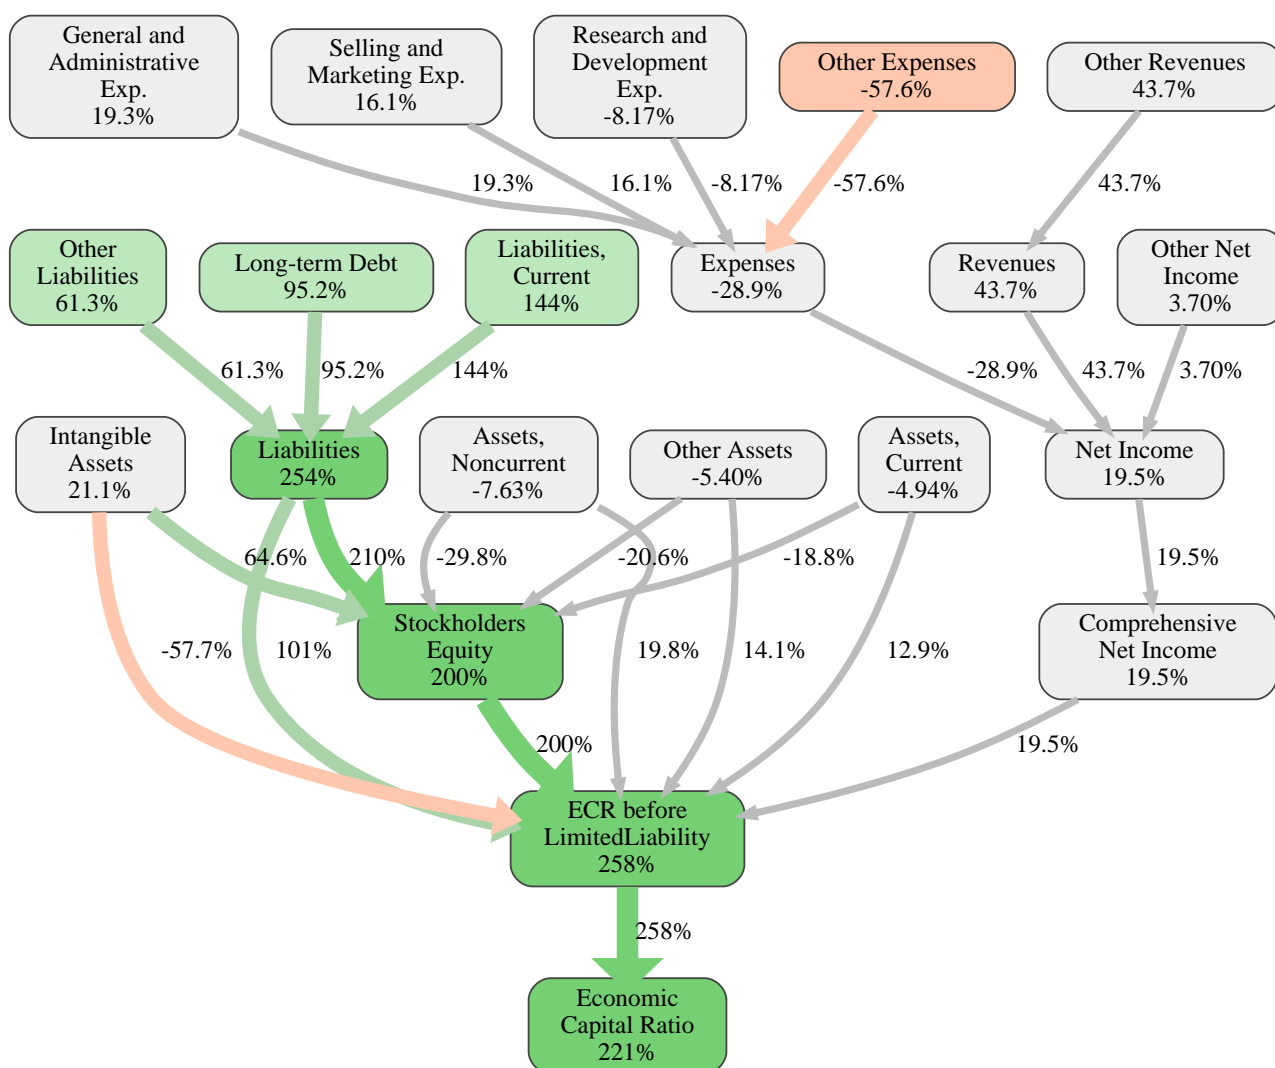 General and
Administrative
Exp.
19.3%
Selling and
Marketing Exp.
16.1%
Research and
Development
Exp.
-8.17%
Other Expenses
-57.6%
Other Revenues
43.7%
19.3%
16.1%
-8.17%
-57.6%
43.7%
Other
Liabilities
61.3%
Long-term Debt
95.2%
Liabilities,
Current
144%
Expenses
-28.9%
Revenues
43.7%
Other Net
Income
3.70%
61.3%
95.2%
144%
-28.9%
43.7%
3.70%
Intangible
Assets
21.1%
Liabilities
254%
Assets,
Noncurrent
-7.63%
Other Assets
-5.40%
Assets,
Current
-4.94%
Net Income
19.5%
64.6%
210%
-29.8%
-20.6%
-18.8%
19.5%
Stockholders
Equity
200%
Comprehensive
Net Income
19.5%
-57.7%
101%
19.8%
14.1%
12.9%
200%
19.5%
ECR before
LimitedLiability
258%
258%
Economic
Capital Ratio
221%